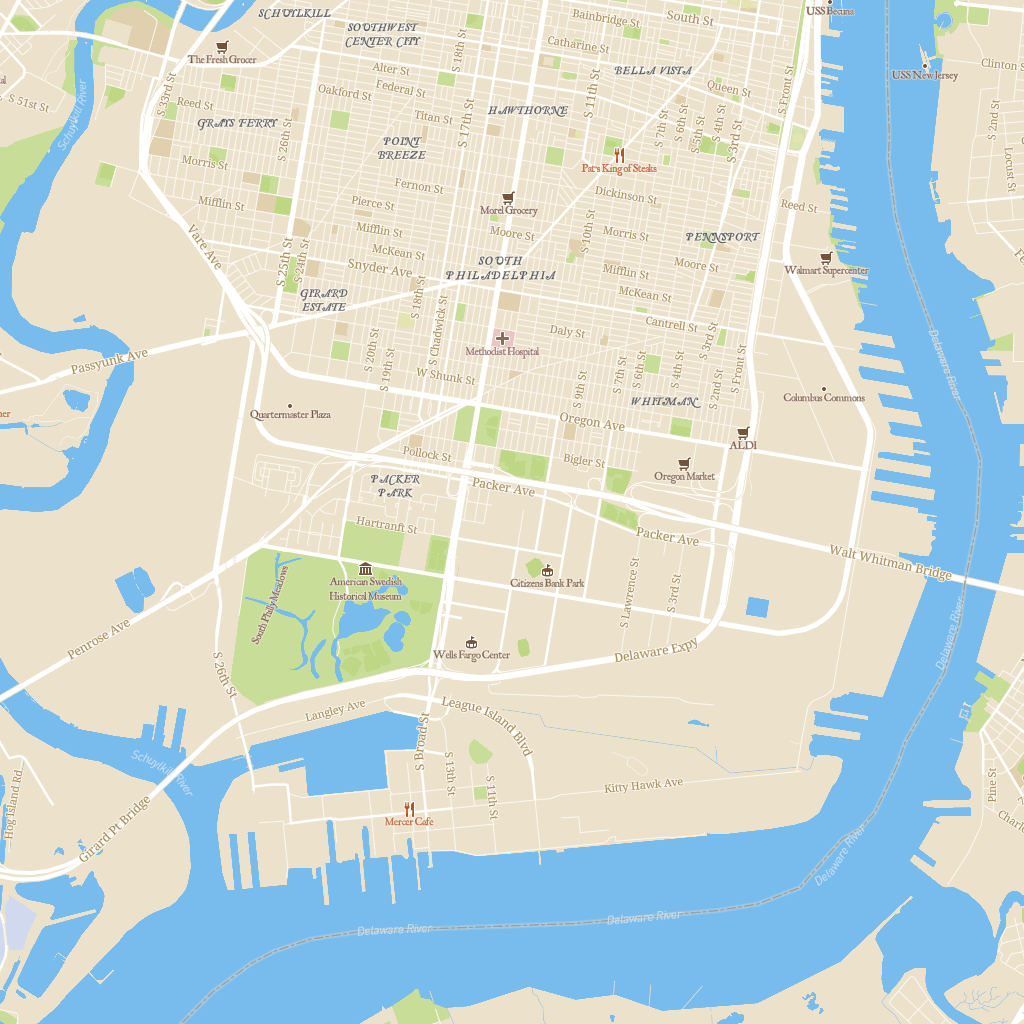 SCHUYLKILL
USS Becuna
Bainbridge St
South St
SOUTHWEST
CENTER CITY
S 18th St
Catharine St
The Fresh Grocer
Clinton S
BELLA VISTA
USS New Jersey
Alter St
S 11th St
S Front St
Federal St
Oakford St
Queen St
S 33rd St
S 51st St
Reed St
HAWTHORNE
S 2nd St
Titan St
S 17th St
GRAYS FERRY
S 7th St
S 6th St
S 5th St
S 4th St
S 3rd St
Schuylkill River
S 26th St
POINT
BREEZE
Morris St
Pat's King of Steaks
Locust St
Fernon St
Dickinson St
Mifflin St
Pierce St
Morel Grocery
Reed St
Mifflin St
Moore St
S 10th St
Morris St
PENNSPORT
Vare Ave
S 25th St
S 24th St
McKean St
SOUTH
PHILADELPHIA
Snyder Ave
Mifflin St
Moore St
Walmart Supercenter
GIRARD
ESTATE
S 18th St
McKean St
S Chadwick St
Daly St
Cantrell St
Delaware River
Methodist Hospital
S 3rd St
Passyunk Ave
S 20th St
S 19th St
W Shunk St
S 9th St
S 7th St
S 6th St
S 4th St
S 2nd St
S Front St
WHITMAN
Columbus Commons
ner
Quartermaster Plaza
Oregon Ave
ALDI
Pollock St
Bigler St
Oregon Market
PACKER
PARK
Packer Ave
Hartranft St
Packer Ave
Walt Whitman Bridge
American Swedish
Historical Museum
Citizens Bank Park
South Philly Meadows
S Lawrence St
S 3rd St
Delaware River
Penrose Ave
Wells Fargo Center
Delaware Expy
S 26th St
Langley Ave
League Island Blvd
S Broad St
Schuylkill River
S 13th St
S 11th St
Kitty Hawk Ave
Pine St
Hog Island Rd
Girard Pt Bridge
Mercer Cafe
Charle
Delaware River
Delaware River
Delaware River